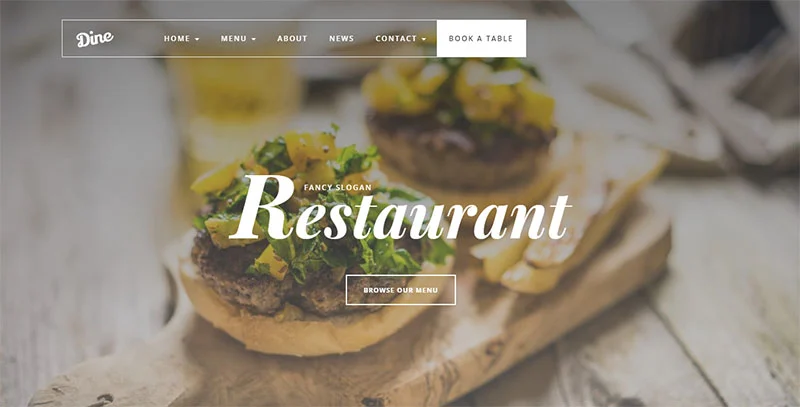 Dine
HOME MENU ABOUT NEWS CONTACT BOOK A TABLE
FANCY SLOGAN
Restaurant
BROWSE OUR MENU